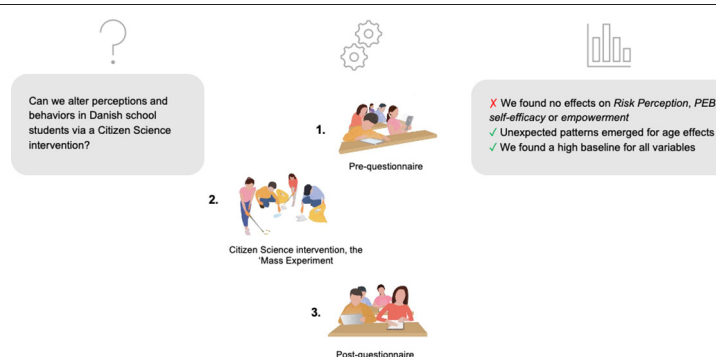 Can we alter perceptions and
behaviors in Danish school
students via a Citizen Science
intervention?
1.
Pre-questionnaire
2.
Citizen Science intervention, the
'Mass Experiment
3.
Post-questionnaire
✗ We found no effects on Risk Perception, PEB
self-efficacy or empowerment
✓ Unexpected patterns emerged for age effects
✓ We found a high baseline for all variables